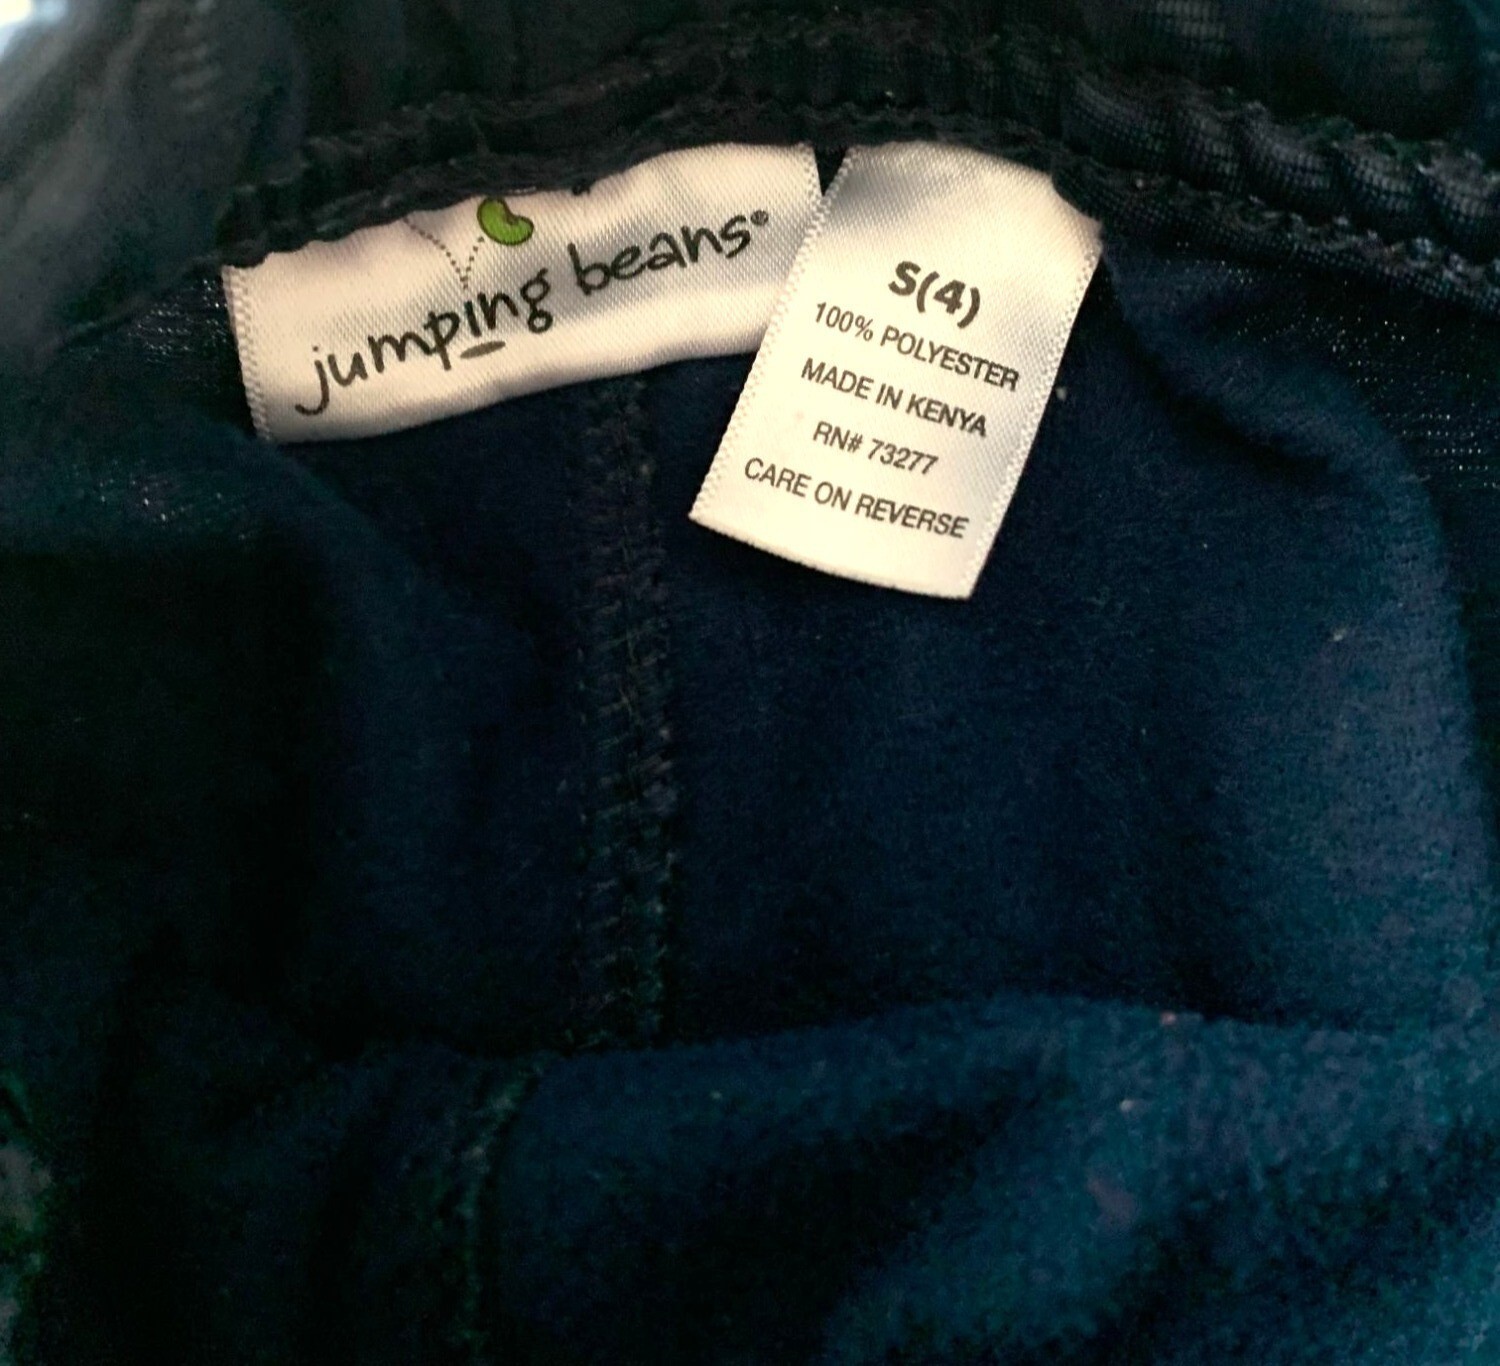 jumping beans®
S(4)
100% POLYESTER
MADE IN KENYA
RN# 73277
CARE ON REVERSE